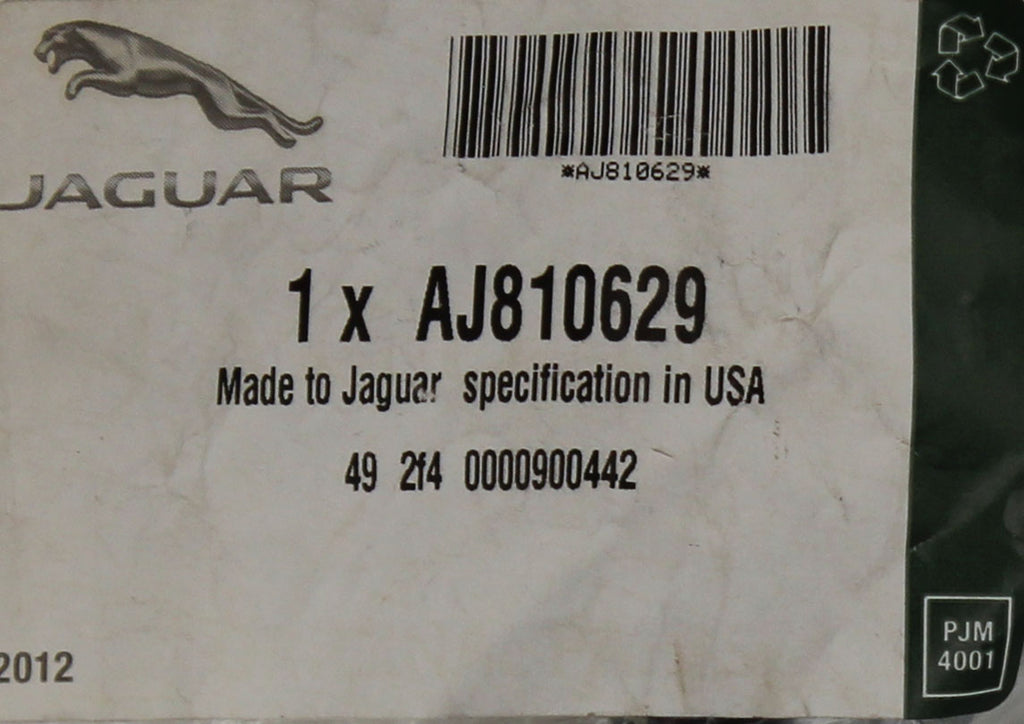 JAGUAR
*AJ810629*
1 x AJ810629
Made to Jaguar specification in USA
49 2f4 0000900442
2012
PJM
4001